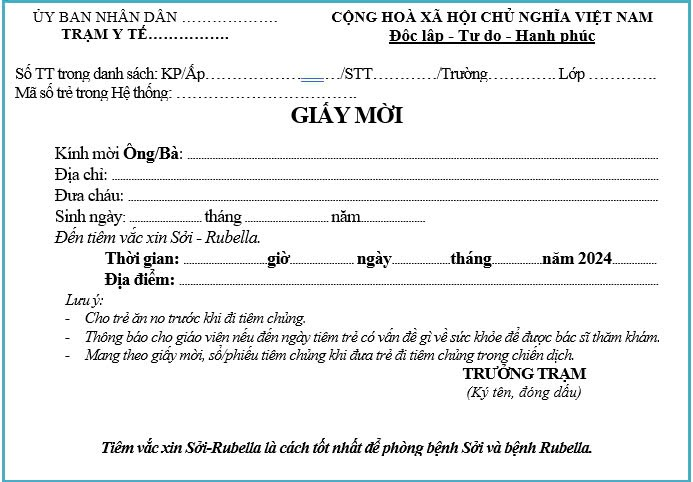 ỦY BAN NHÂN DÂN ………………… CỘNG HOÀ XÃ HỘI CHỦ NGHĨA VIỆT NAM
TRẠM Y TẾ……………. Độc lập - Tự do - Hạnh phúc
Số TT trong danh sách: KP/Ấp……………………/STT…………/Trường…………. Lớp ………….
Mã số trẻ trong Hệ thống: …………………………….
GIẤY MỜI
Kính mời Ông/Bà: ....................
Địa chỉ: ....................
Đưa cháu: ....................
Sinh ngày: .................... tháng .................... năm....................
Đến tiêm vắc xin Sởi - Rubella.
Thời gian: ....................giờ.................... ngày....................tháng....................năm 2024....................
Địa điểm: ....................
Lưu ý:
- Cho trẻ ăn no trước khi đi tiêm chủng.
- Thông báo cho giáo viên nếu đến ngày tiêm trẻ có vấn đề gì về sức khỏe để được bác sĩ thăm khám.
- Mang theo giấy mời, sổ/phiếu tiêm chủng khi đưa trẻ đi tiêm chủng trong chiến dịch.
TRƯỞNG TRẠM
(Ký tên, đóng dấu)
Tiêm vắc xin Sởi-Rubella là cách tốt nhất để phòng bệnh Sởi và bệnh Rubella.